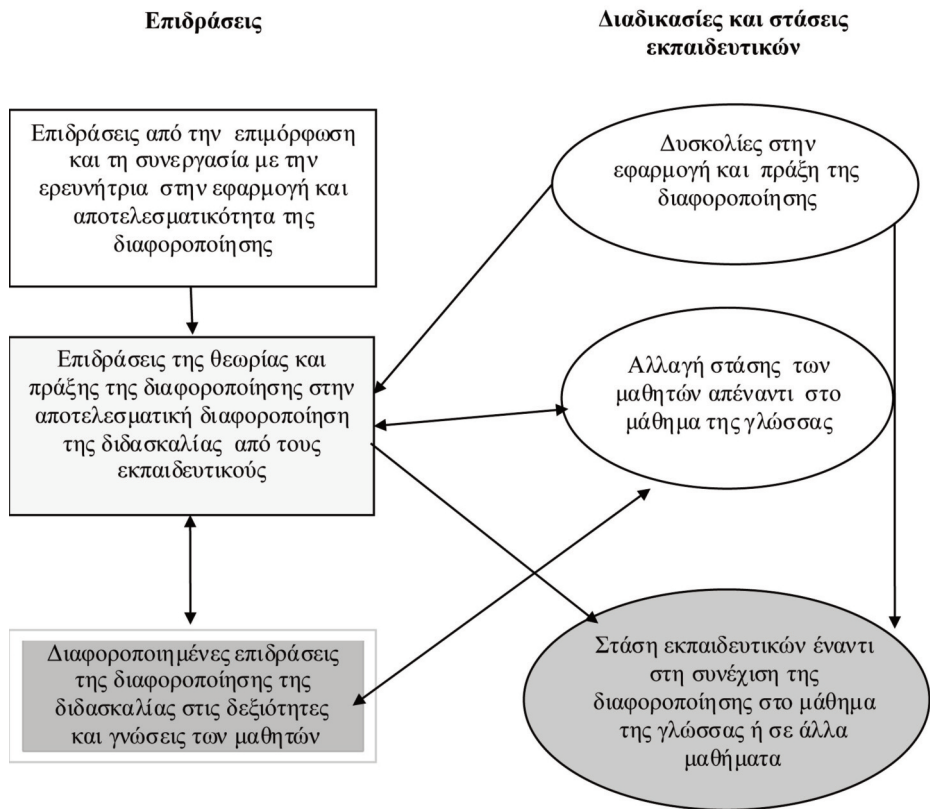 Επιδράσεις
Διαδικασίες και στάσεις
εκπαιδευτικών
Επιδράσεις από την επιμόρφωση
και τη συνεργασία με την
ερευνήτρια στην εφαρμογή και
αποτελεσματικότητα της
διαφοροποίησης
Δυσκολίες στην
εφαρμογή και πράξη της
διαφοροποίησης
Επιδράσεις της θεωρίας και
πράξης της διαφοροποίησης στην
αποτελεσματική διαφοροποίηση
της διδασκαλίας από τους
εκπαιδευτικούς
Αλλαγή στάσης των
μαθητών απέναντι στο
μάθημα της γλώσσας
Διαφοροποιημένες επιδράσεις
της διαφοροποίησης της
διδασκαλίας στις δεξιότητες
και γνώσεις των μαθητών
Στάση εκπαιδευτικών έναντι
στη συνέχιση της
διαφοροποίησης στο μάθημα
της γλώσσας ή σε άλλα
μαθήματα